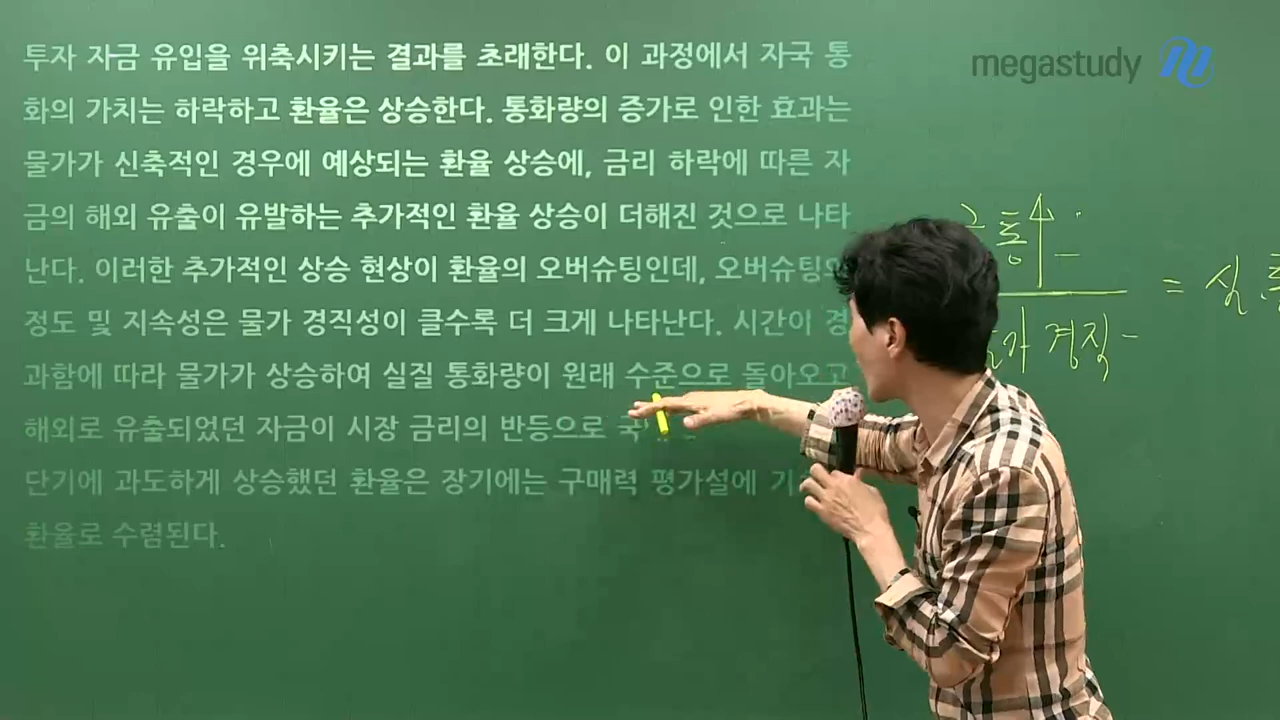 투자 자금 유입을 위축시키는 결과를 초래한다. 이 과정에서 자국 통
화의 가치는 하락하고 환율은 상승한다. 통화량의 증가로 인한 효과는
물가가 신축적인 경우에 예상되는 환율 상승에, 금리 하락에 따른 자
금의 해외 유출이 유발하는 추가적인 환율 상승이 더해진 것으로 나타
난다. 이러한 추가적인 상승 현상이 환율의 오버슈팅인데, 오버슈팅의
정도 및 지속성은 물가 경직성이 클수록 더 크게 나타난다. 시간이 경
과함에 따라 물가가 상승하여 실질 통화량이 원래 수준으로 돌아오고
해외로 유출되었던 자금이 시장 금리의 반등으로
단기에 과도하게 상승했던 환율은 장기에는 구매력 평가설에
환율로 수렴된다.
megastudy
통↑
= 실
경직